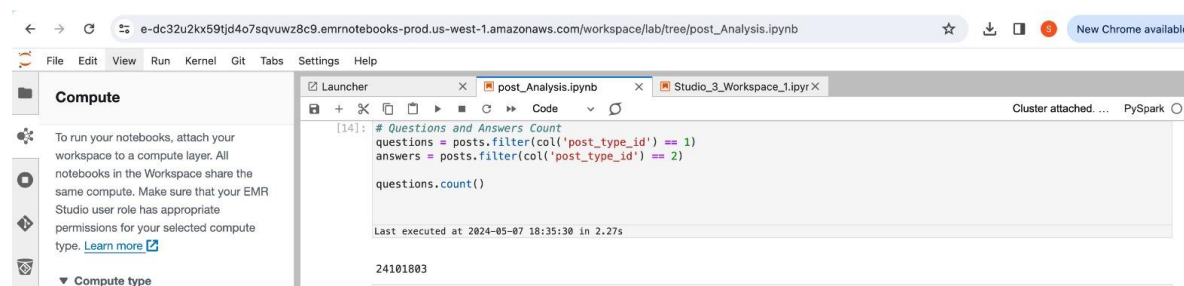 e-dc32u2kx59tjd4o7sqvuwz8c9.emrnotebooks-prod.us-west-1.amazonaws.com/workspace/lab/tree/post_Analysis.ipynb
S
New Chrome available
File Edit View Run Kernel Git Tabs Settings Help
Compute
To run your notebooks, attach your
workspace to a compute layer. All
notebooks in the Workspace share the
same compute. Make sure that your EMR
Studio user role has appropriate
permissions for your selected compute
type. Learn more
▼ Compute type
Launcher × post_Analysis.ipynb × Studio_3_Workspace_1.ipyn ×
Code
Cluster attached. ... PySpark
[14]: # Questions and Answers Count
questions = posts.filter(col('post_type_id') == 1)
answers = posts.filter(col('post_type_id') == 2)
questions.count()
Last executed at 2024-05-07 18:35:30 in 2.27s
24101803